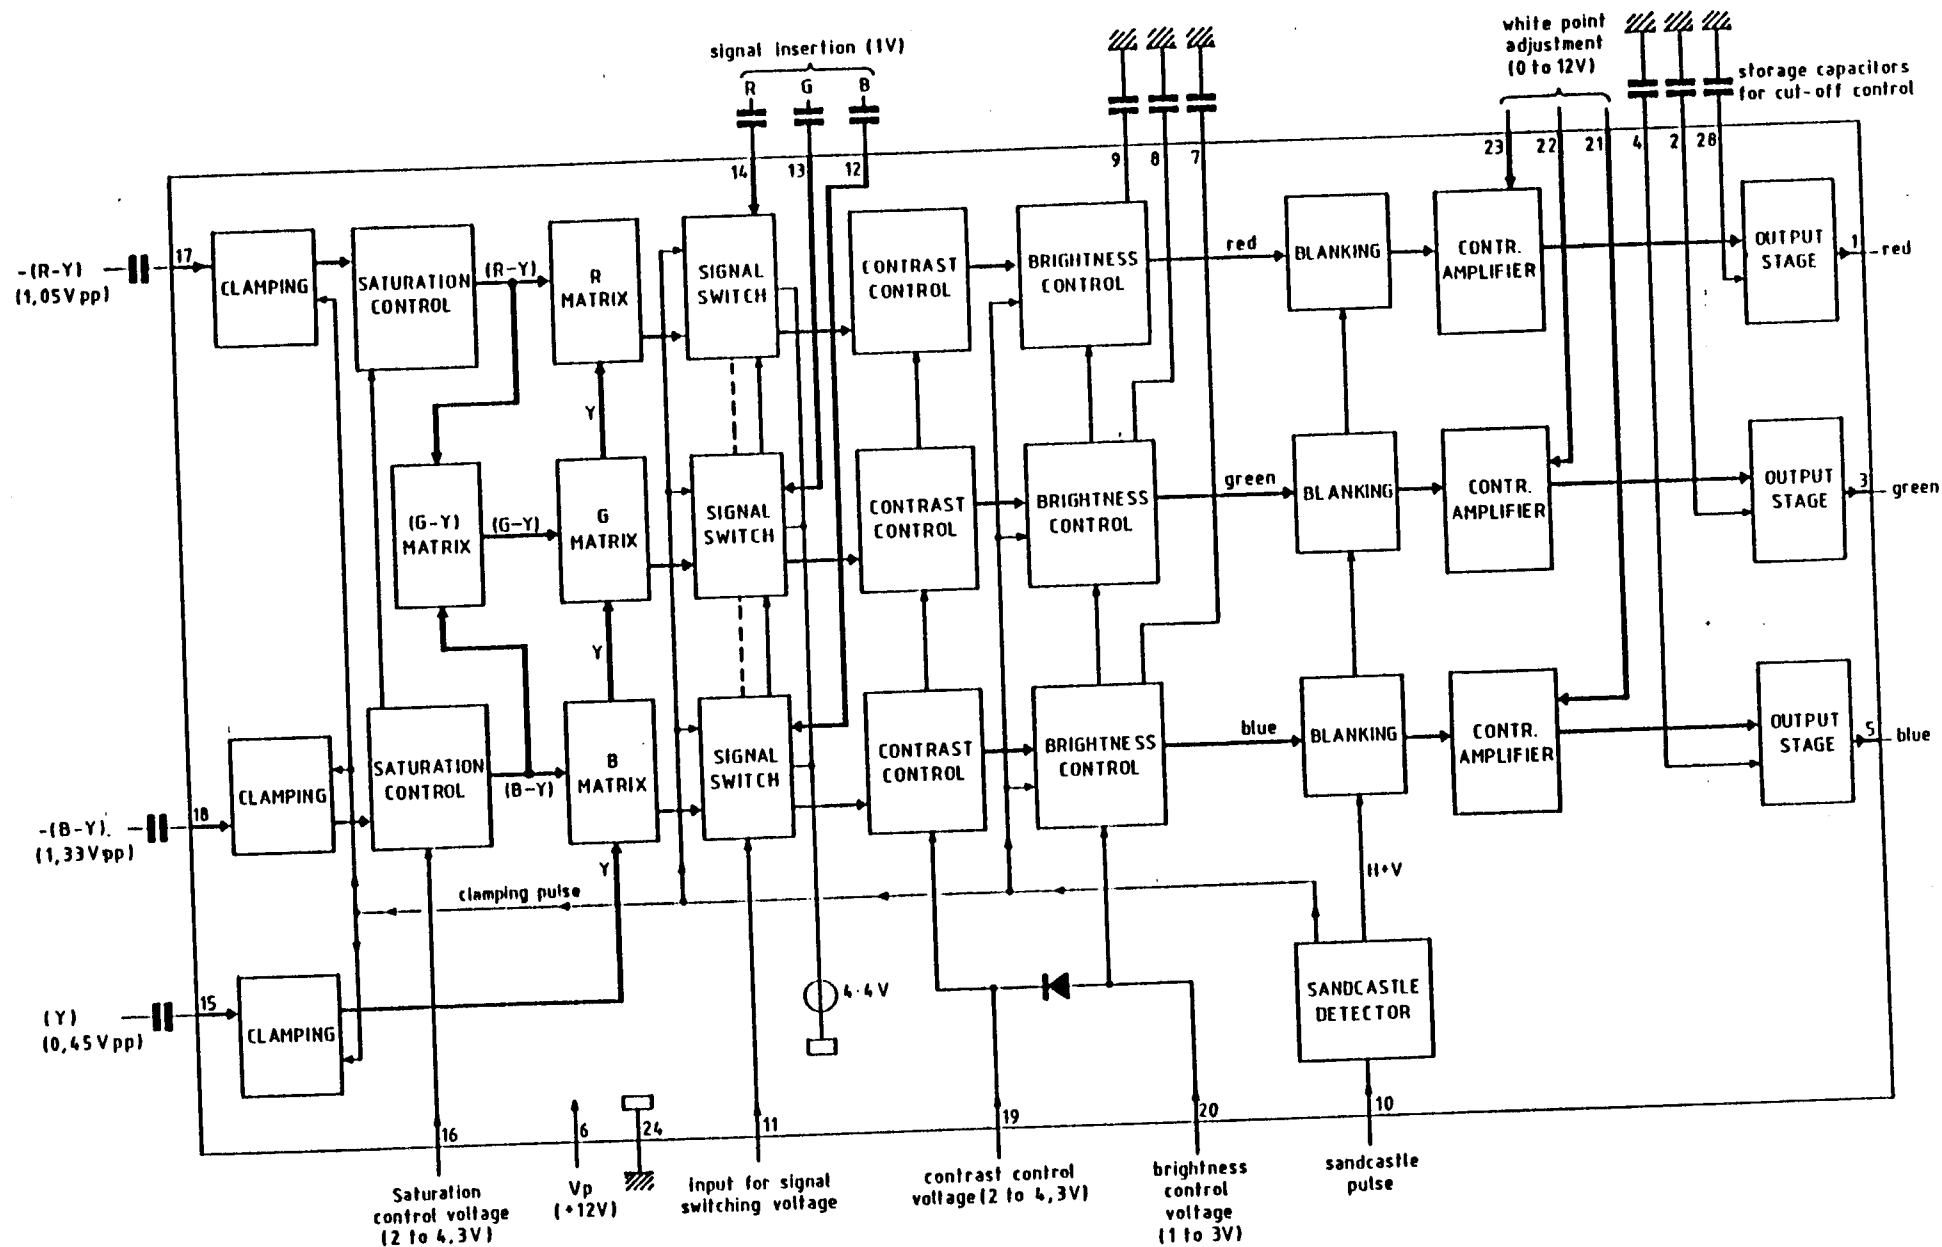 signal insertion (1V)
R G B
white point
adjustment
(0 to 12V)
storage capacitors
for cut-off control
14 13 12 9 8 7 23 22 21 4 2 28
-(R-Y)
(1,05Vpp)
17
CLAMPING
SATURATION
CONTROL
(R-Y)
R
MATRIX
SIGNAL
SWITCH
CONTRAST
CONTROL
BRIGHTNESS
CONTROL
red
BLANKING
CONTR.
AMPLIFIER
OUTPUT
STAGE
1
red
Y
(G-Y)
MATRIX
(G-Y)
G
MATRIX
SIGNAL
SWITCH
CONTRAST
CONTROL
BRIGHTNESS
CONTROL
green
BLANKING
CONTR.
AMPLIFIER
OUTPUT
STAGE
3
green
Y
-(B-Y)
(1,33Vpp)
18
CLAMPING
SATURATION
CONTROL
(B-Y)
B
MATRIX
SIGNAL
SWITCH
CONTRAST
CONTROL
BRIGHTNESS
CONTROL
blue
BLANKING
CONTR.
AMPLIFIER
OUTPUT
STAGE
5
blue
Y
clamping pulse
H+V
(Y)
(0,45Vpp)
15
CLAMPING
4.4V
SANDCASTLE
DETECTOR
16 6 24 11 19 20 10
Saturation
control voltage
(2 to 4,3V)
Vp
(+12V)
input for signal
switching voltage
contrast control
voltage (2 to 4,3V)
brightness
control
voltage
(1 to 3V)
sandcastle
pulse